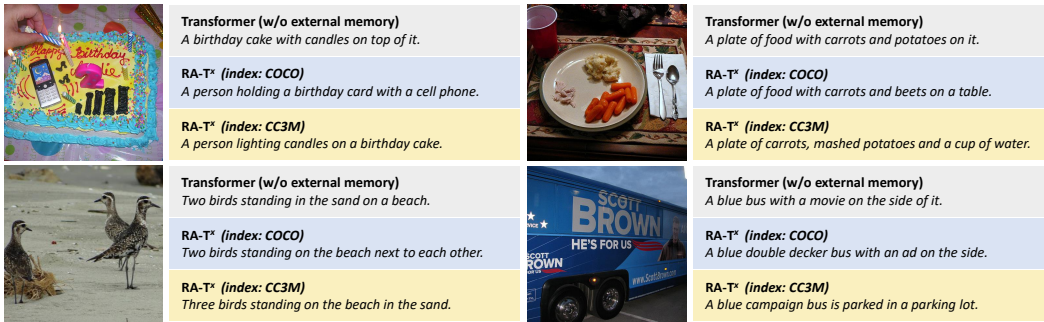 Happy Birthday
Transformer (w/o external memory)
A birthday cake with candles on top of it.
RA-Tˣ (index: COCO)
A person holding a birthday card with a cell phone.
RA-Tˣ (index: CC3M)
A person lighting candles on a birthday cake.
Transformer (w/o external memory)
A plate of food with carrots and potatoes on it.
RA-Tˣ (index: COCO)
A plate of food with carrots and beets on a table.
RA-Tˣ (index: CC3M)
A plate of carrots, mashed potatoes and a cup of water.
Transformer (w/o external memory)
Two birds standing in the sand on a beach.
RA-Tˣ (index: COCO)
Two birds standing on the beach next to each other.
RA-Tˣ (index: CC3M)
Three birds standing on the beach in the sand.
SCOTT
BROWN
HE'S FOR US
www.ScottBrown.com
SCOTT
BROWN
FOR US
Transformer (w/o external memory)
A blue bus with a movie on the side of it.
RA-Tˣ (index: COCO)
A blue double decker bus with an ad on the side.
RA-Tˣ (index: CC3M)
A blue campaign bus is parked in a parking lot.